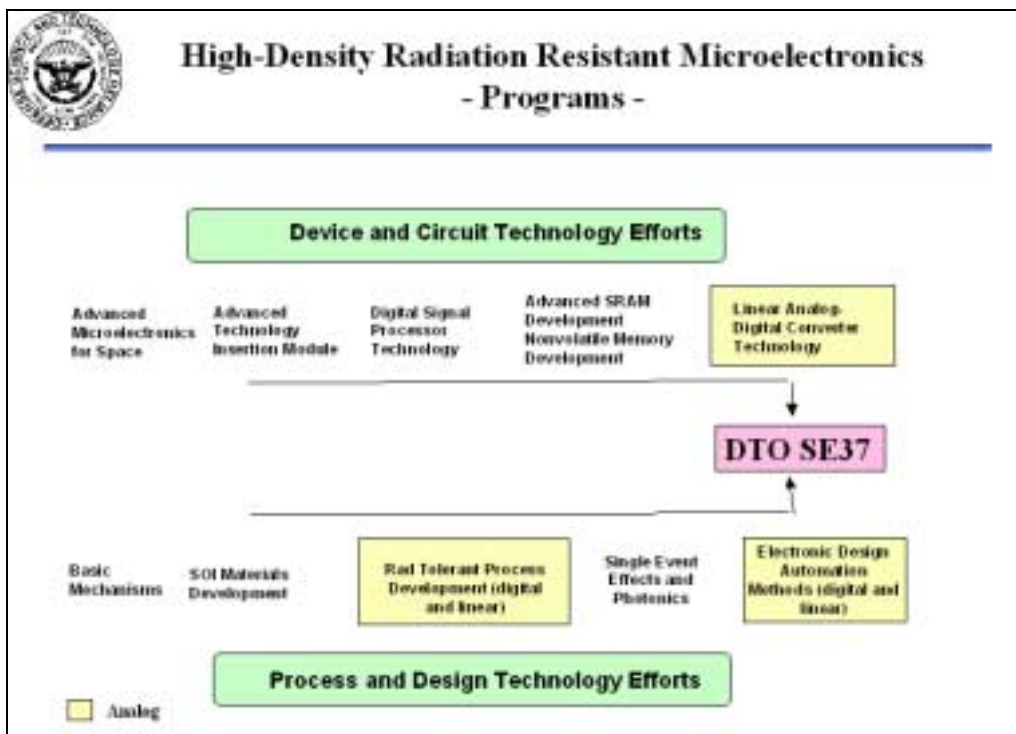 High-Density Radiation Resistant Microelectronics
- Programs -
Device and Circuit Technology Efforts
Advanced
Microelectronics
for Space
Advanced
Technology
Insertion Module
Digital Signal
Processor
Technology
Advanced SRAM
Development
Nonvolatile Memory
Development
Linear Analog-
Digital Converter
Technology
DTO SE37
Basic
Mechanisms
SOI Materials
Development
Rad Tolerant Process
Development (digital
and linear)
Single Event
Effects and
Photonics
Electronic Design
Automation
Methods (digital and
linear)
Process and Design Technology Efforts
Analog